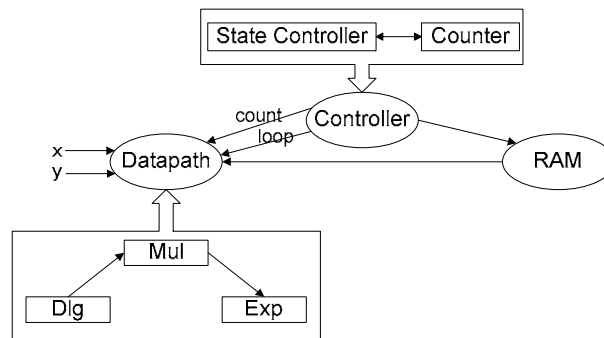 State Controller
Counter
count
Controller
loop
x
Datapath
y
RAM
Mul
Dlg
Exp